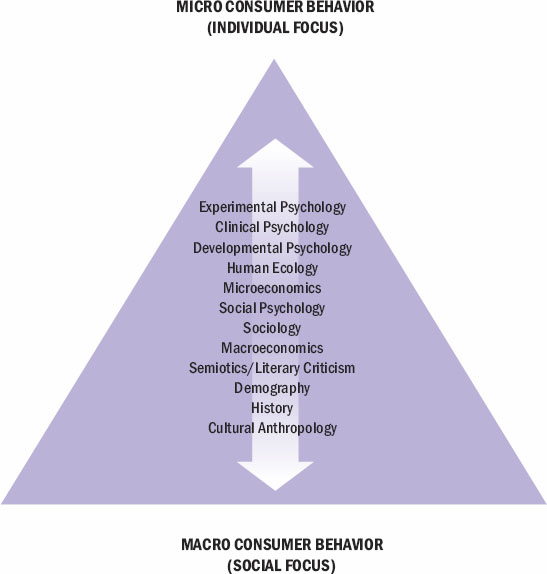 MICRO CONSUMER BEHAVIOR
(INDIVIDUAL FOCUS)
Experimental Psychology
Clinical Psychology
Developmental Psychology
Human Ecology
Microeconomics
Social Psychology
Sociology
Macroeconomics
Semiotics/Literary Criticism
Demography
History
Cultural Anthropology
MACRO CONSUMER BEHAVIOR
(SOCIAL FOCUS)